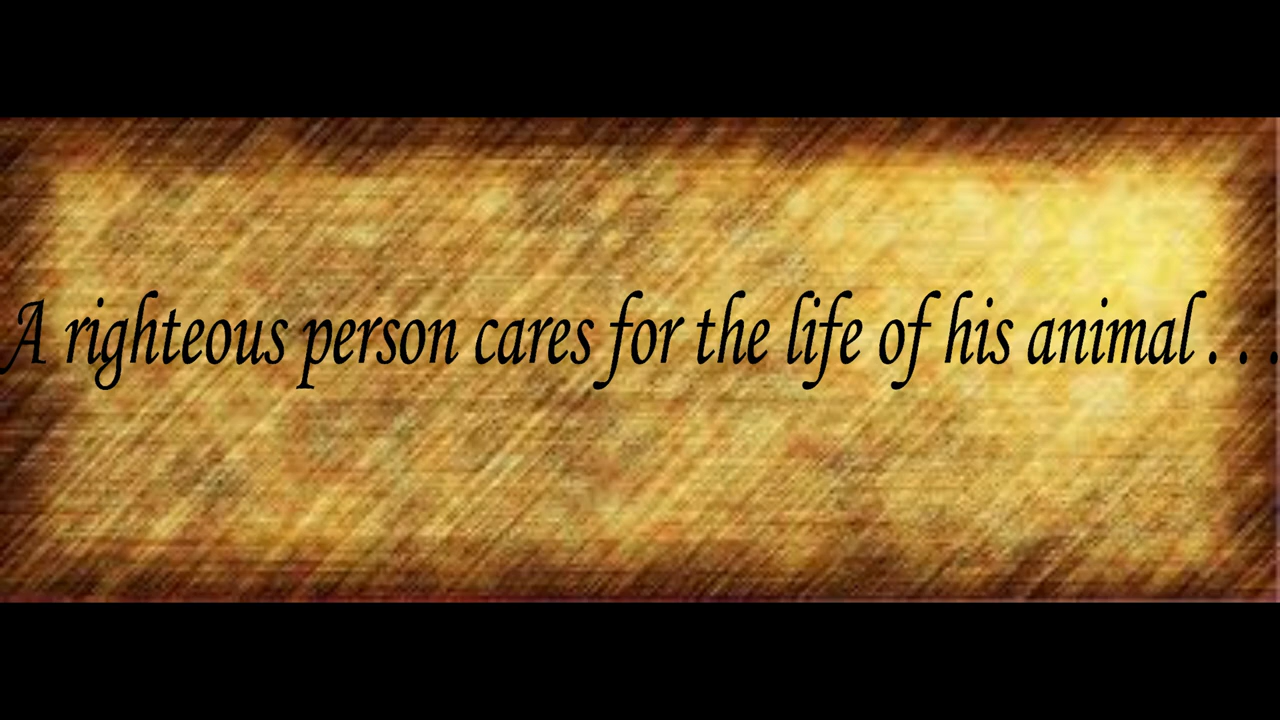 A righteous person cares for the life of his animal . . .